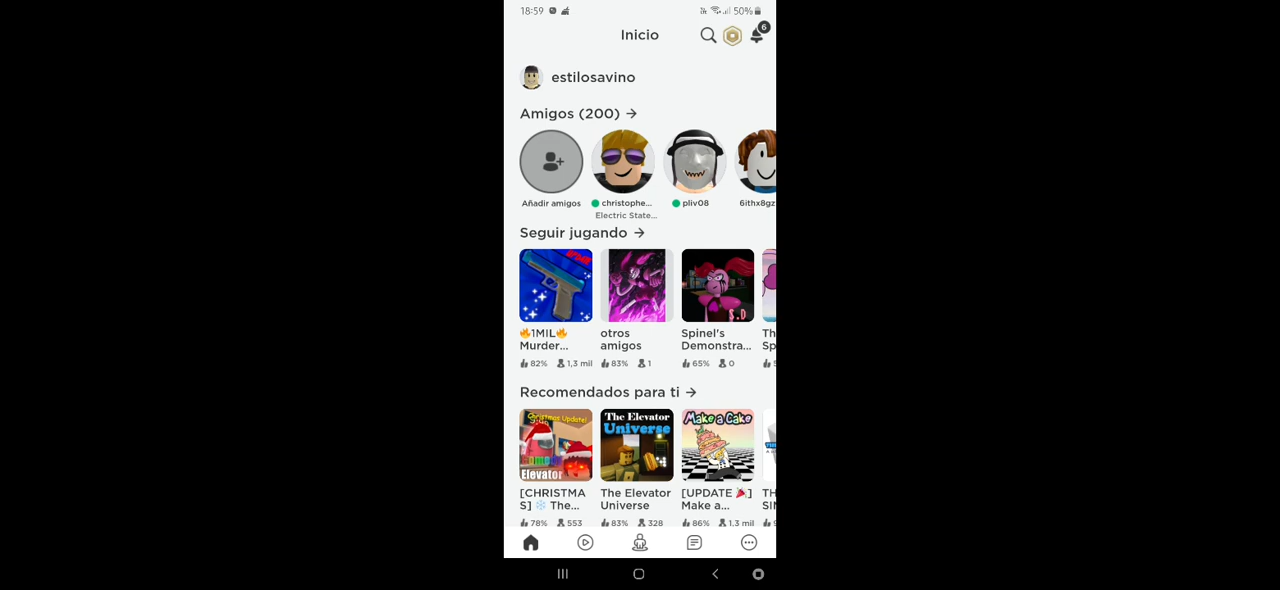 18:59 50%
Inicio
6
estilosavino
Amigos (200) →
Añadir amigos christophe... pliv08 6ithx8gz
Electric State...
Seguir jugando →
S.D
🔥1MIL🔥 otros Spinel's Th
Murder... amigos Demonstra... Sp
82% 1,3 mil 83% 1 65% 0
Recomendados para ti →
Christmas Update! The Elevator Make a Cake
Universe
Elevator
[CHRISTMA The Elevator [UPDATE 🎉] TH
S] ❄️ The... Universe Make a... SIM
78% 553 83% 328 86% 1,3 mil